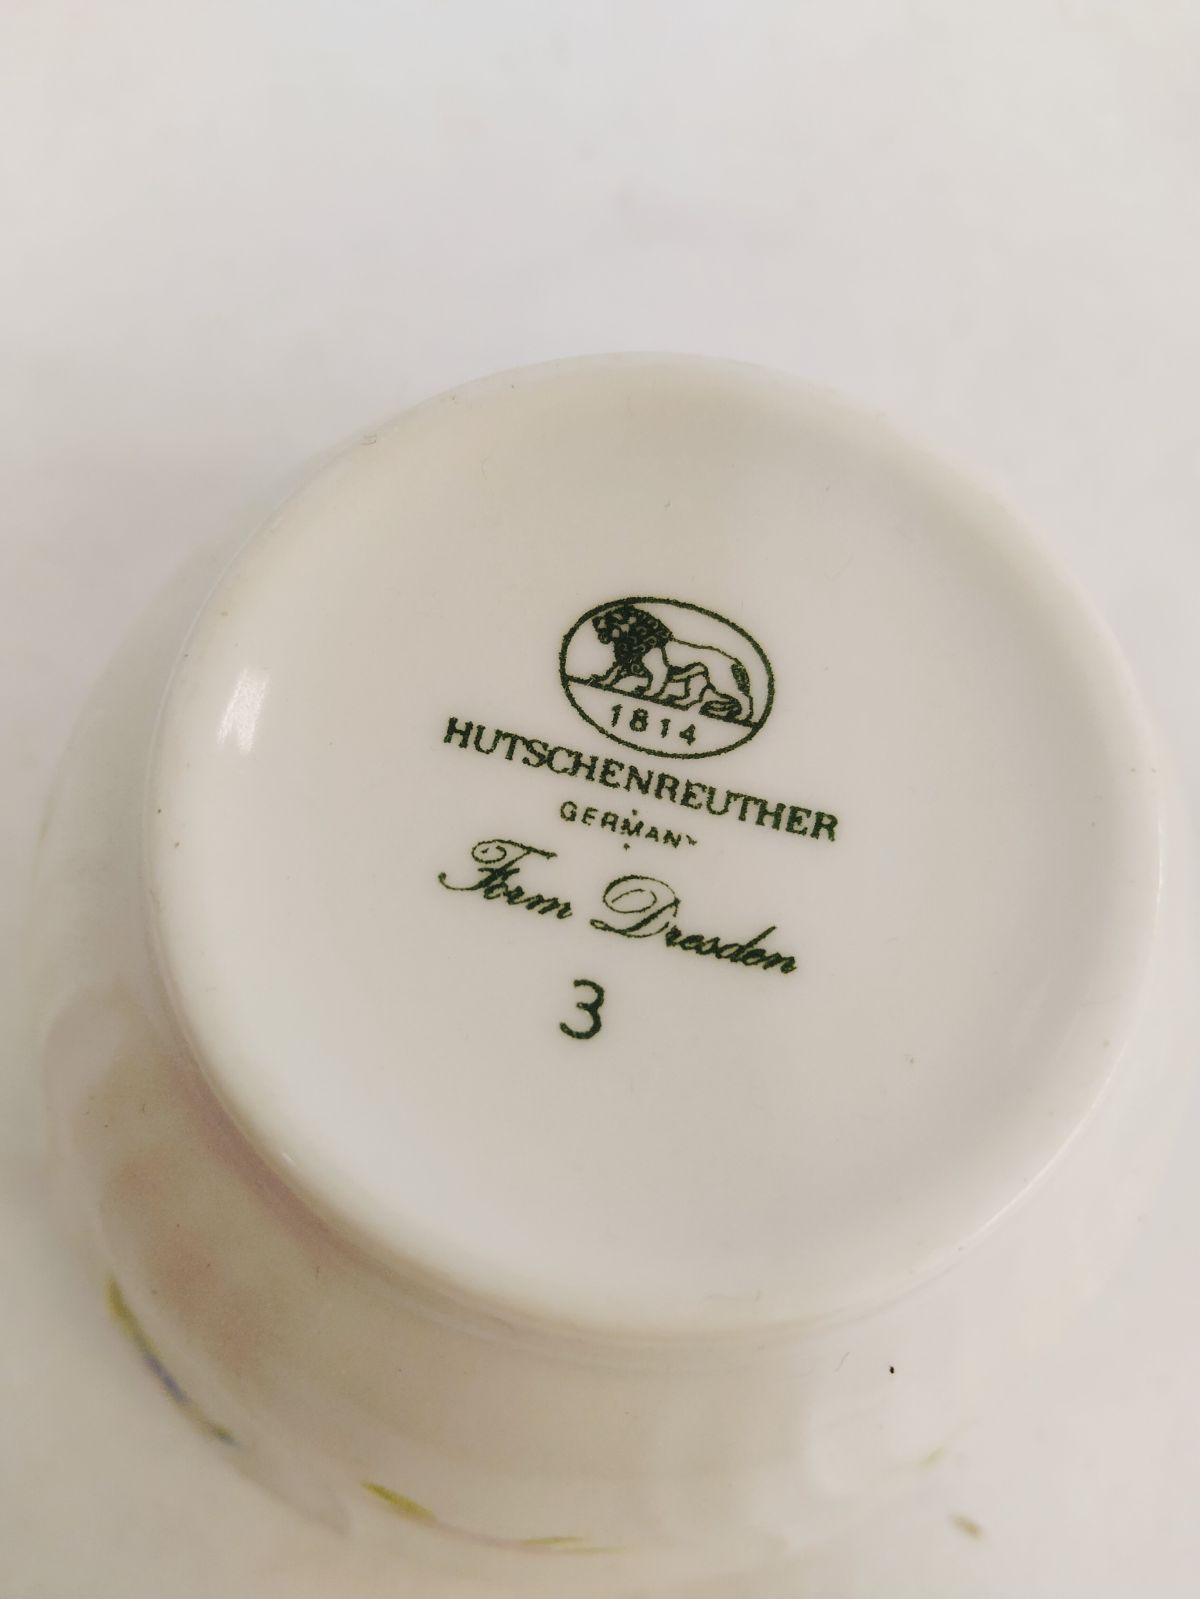 1814
HUTSCHENREUTHER
GERMANY
Form Dresden
3